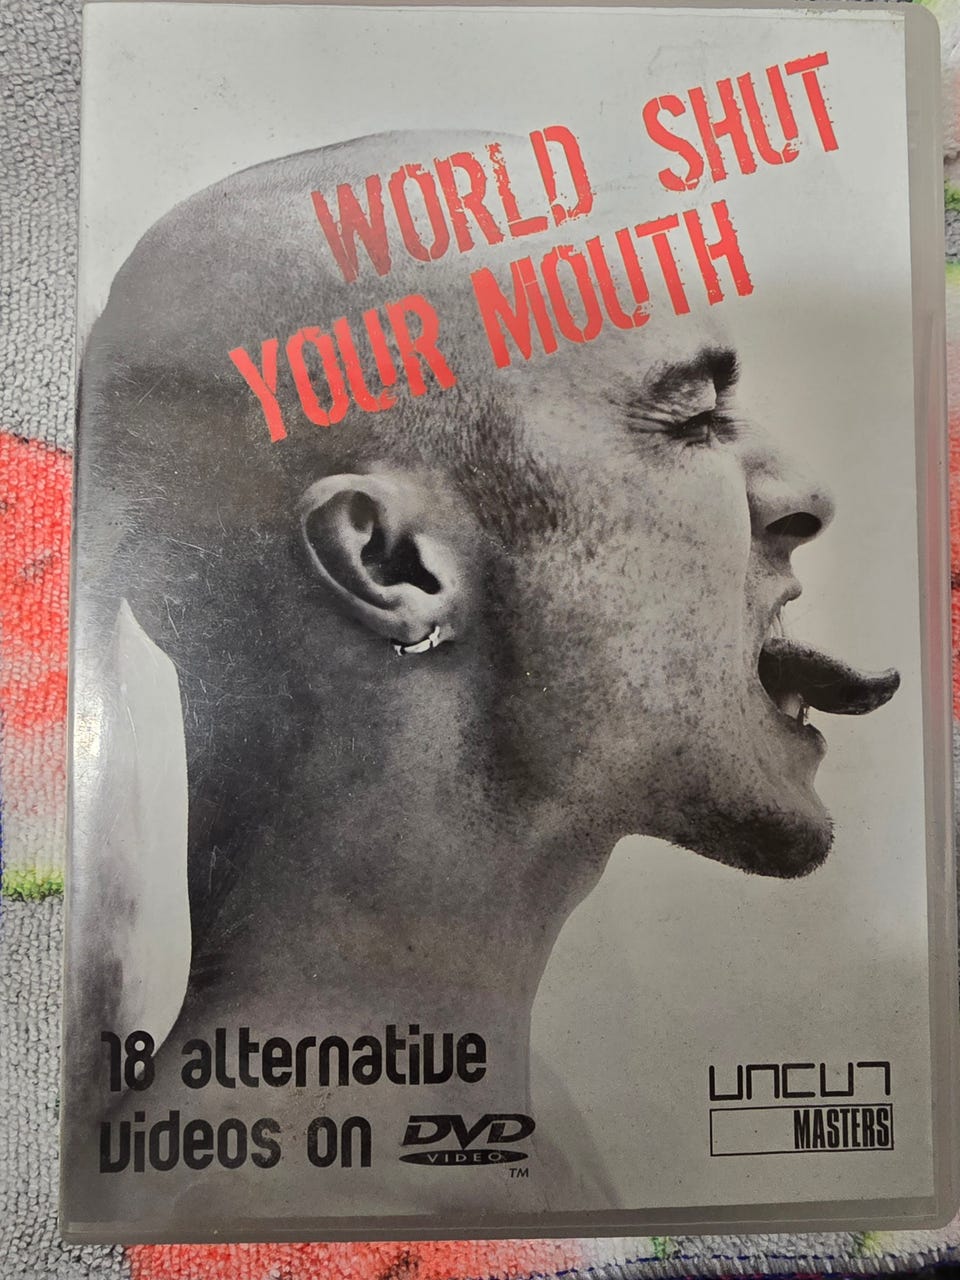 WORLD SHUT
YOUR MOUTH
18 alternative
videos on DVD
VIDEO
TM
UNCUT
MASTERS